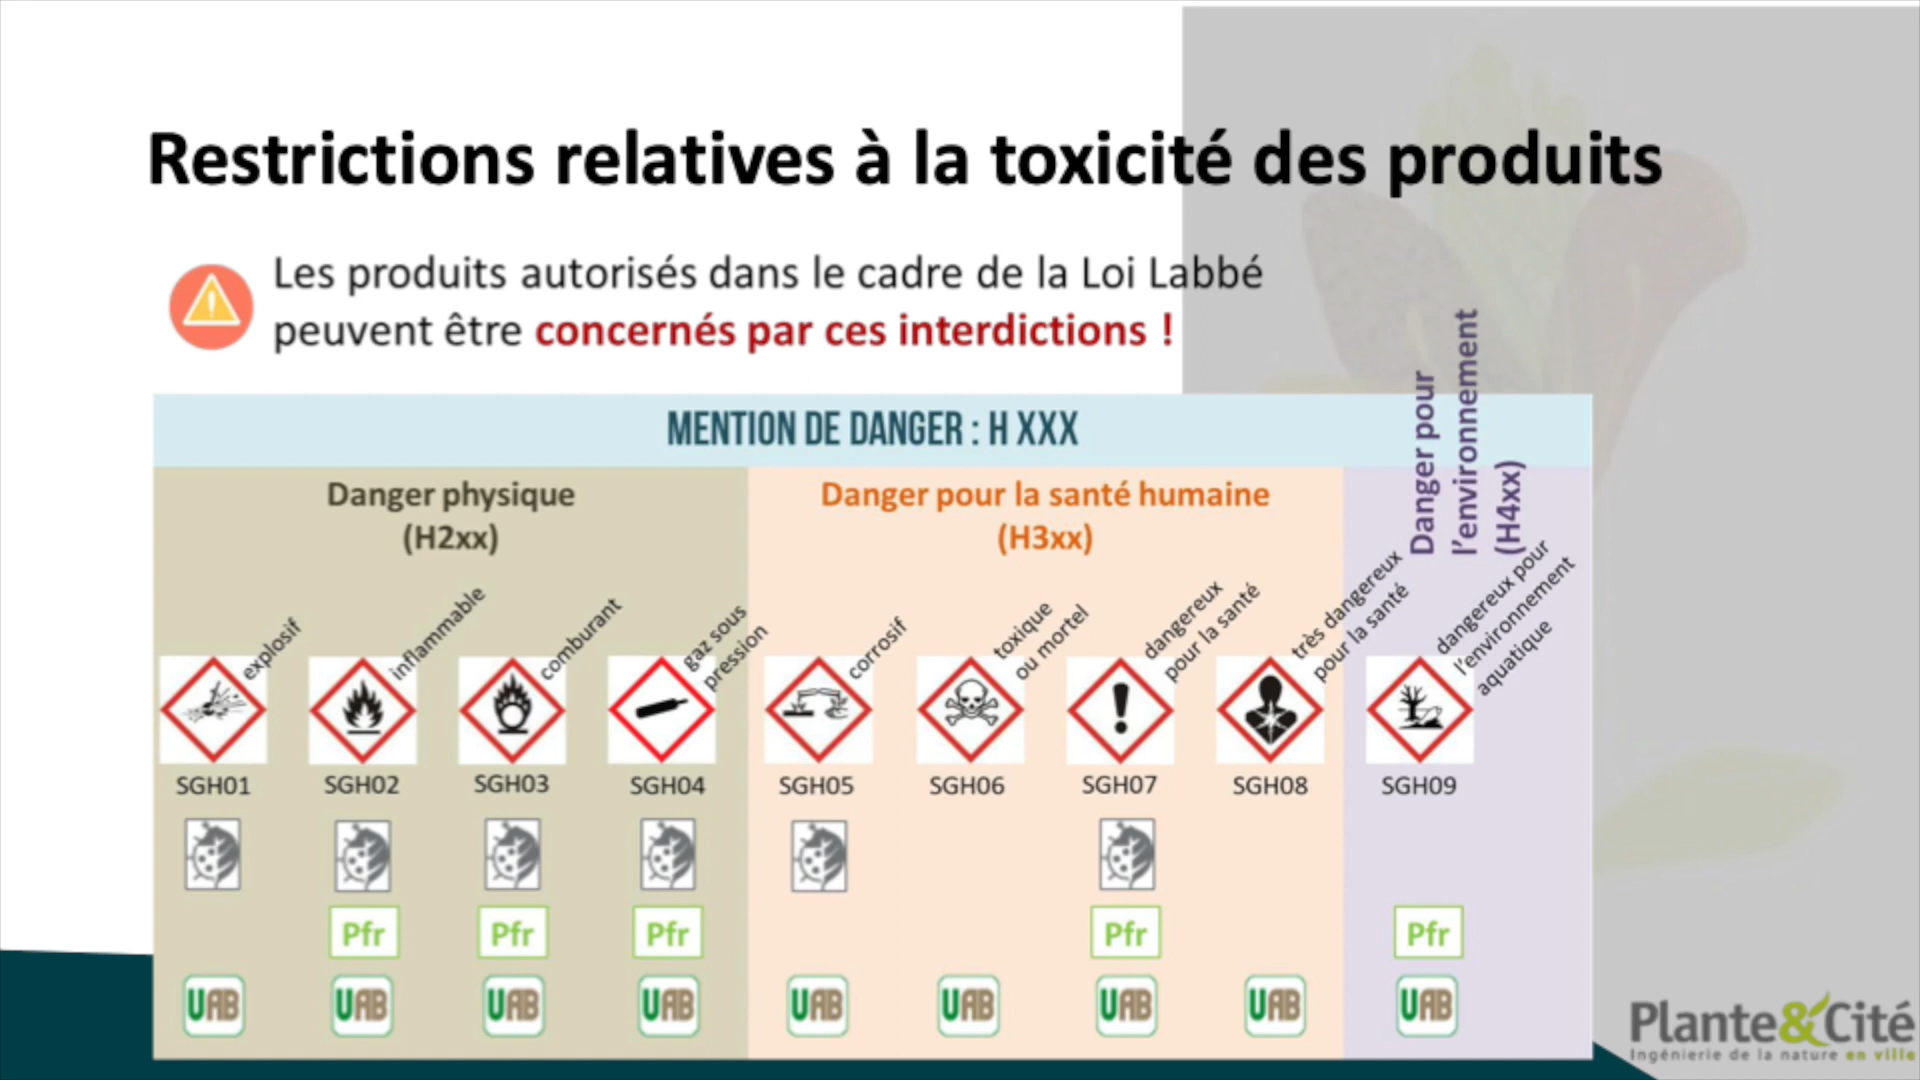 Restrictions relatives à la toxicité des produits
Les produits autorisés dans le cadre de la Loi Labbé
peuvent être concernés par ces interdictions !
MENTION DE DANGER : H XXX
Danger physique
(H2xx)
Danger pour la santé humaine
(H3xx)
Danger pour
l'environnement
(H4xx)
explosif
inflammable
comburant
gaz sous
pression
corrosif
toxique
ou mortel
dangereux
pour la santé
très dangereux
pour la santé
dangereux pour
l'environnement
aquatique
SGH01 SGH02 SGH03 SGH04 SGH05 SGH06 SGH07 SGH08 SGH09
Pfr Pfr Pfr Pfr Pfr
UAB UAB UAB UAB UAB UAB UAB UAB UAB
Plante&Cité
Ingénierie de la nature en ville